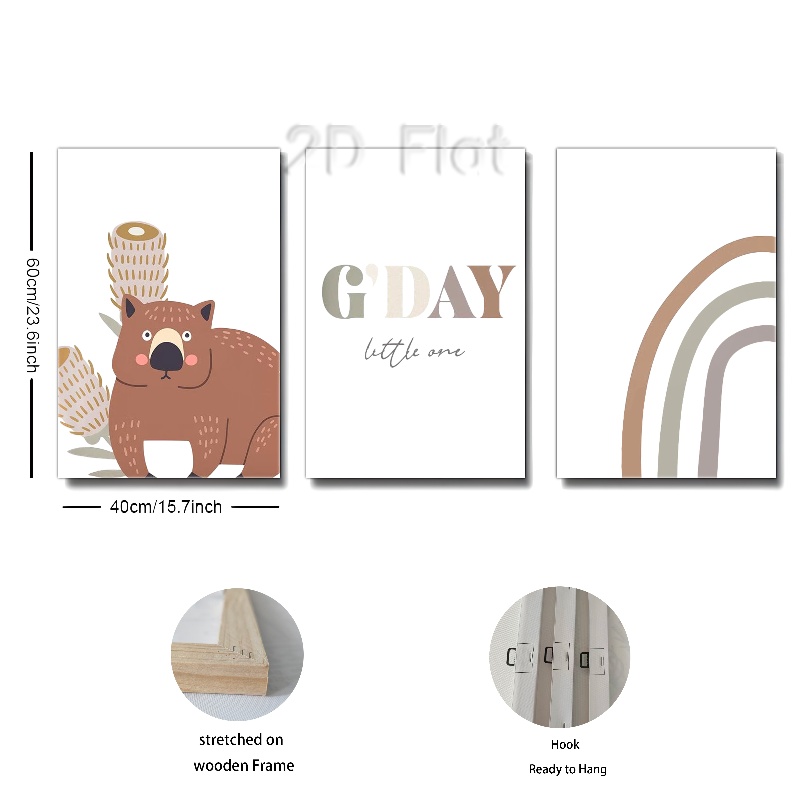 2D Flat
60cm/23.6inch
G'DAY
little one
40cm/15.7inch
stretched on
wooden Frame
Hook
Ready to Hang